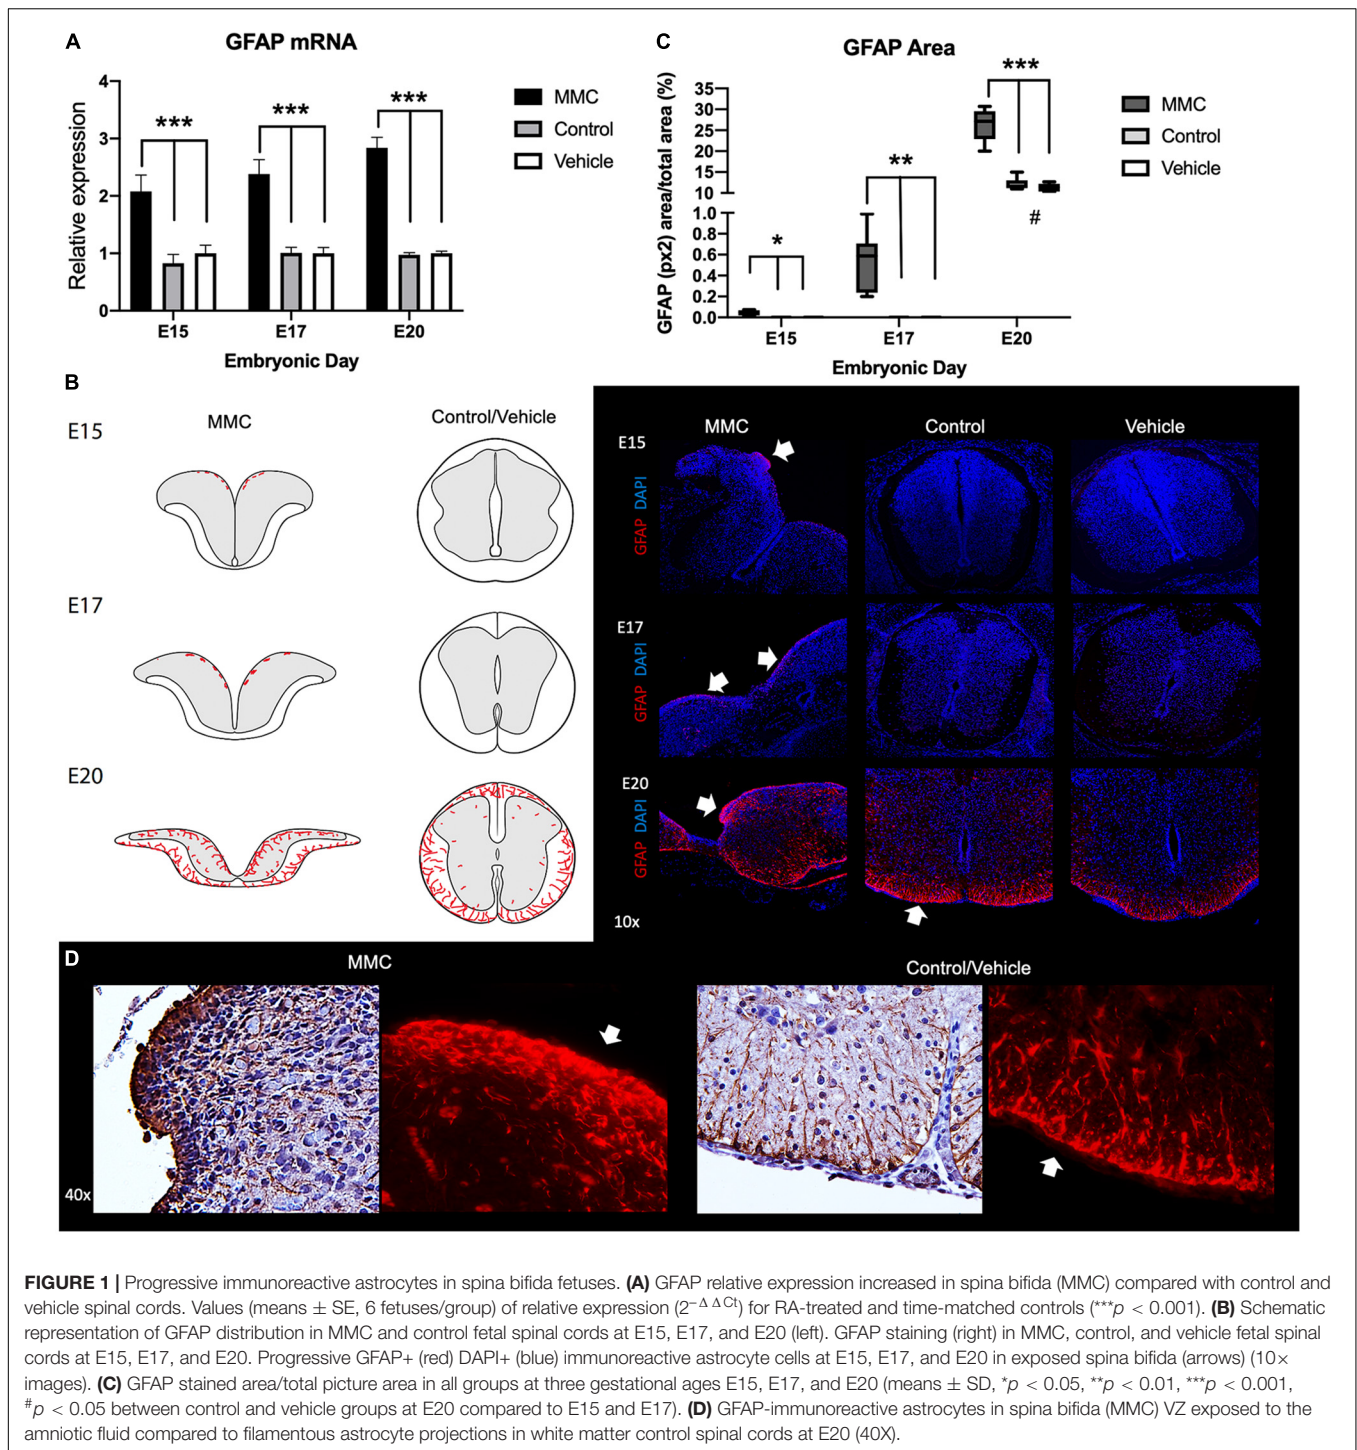 A
GFAP mRNA
Relative expression
4
3
2
1
0
***
***
***
E15
E17
E20
Embryonic Day
MMC
Control
Vehicle
C
GFAP Area
GFAP (px2) area/total area (%)
35
30
25
20
15
10
1.0
0.8
0.6
0.4
0.2
0.0
*
**
***
#
E15
E17
E20
Embryonic Day
MMC
Control
Vehicle
B
MMC
Control/Vehicle
E15
E17
E20
MMC
Control
Vehicle
E15
GFAP DAPI
E17
GFAP DAPI
E20
GFAP DAPI
10x
D
MMC
Control/Vehicle
40x
FIGURE 1 | Progressive immunoreactive astrocytes in spina bifida fetuses. (A) GFAP relative expression increased in spina bifida (MMC) compared with control and
vehicle spinal cords. Values (means ± SE, 6 fetuses/group) of relative expression (2−Δ ΔCt) for RA-treated and time-matched controls (***p < 0.001). (B) Schematic
representation of GFAP distribution in MMC and control fetal spinal cords at E15, E17, and E20 (left). GFAP staining (right) in MMC, control, and vehicle fetal spinal
cords at E15, E17, and E20. Progressive GFAP+ (red) DAPI+ (blue) immunoreactive astrocyte cells at E15, E17, and E20 in exposed spina bifida (arrows) (10×
images). (C) GFAP stained area/total picture area in all groups at three gestational ages E15, E17, and E20 (means ± SD, *p < 0.05, **p < 0.01, ***p < 0.001,
#p < 0.05 between control and vehicle groups at E20 compared to E15 and E17). (D) GFAP-immunoreactive astrocytes in spina bifida (MMC) VZ exposed to the
amniotic fluid compared to filamentous astrocyte projections in white matter control spinal cords at E20 (40X).